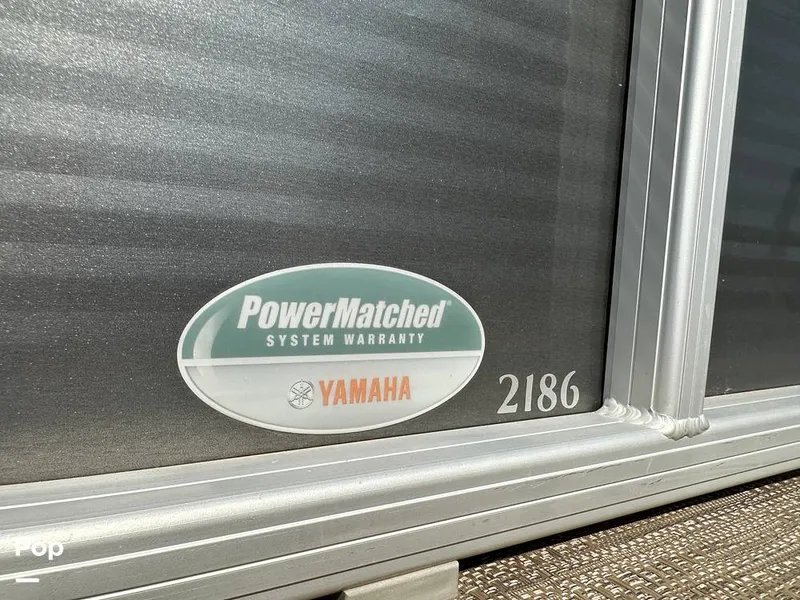 PowerMatched®
SYSTEM WARRANTY
YAMAHA
2186
Pop